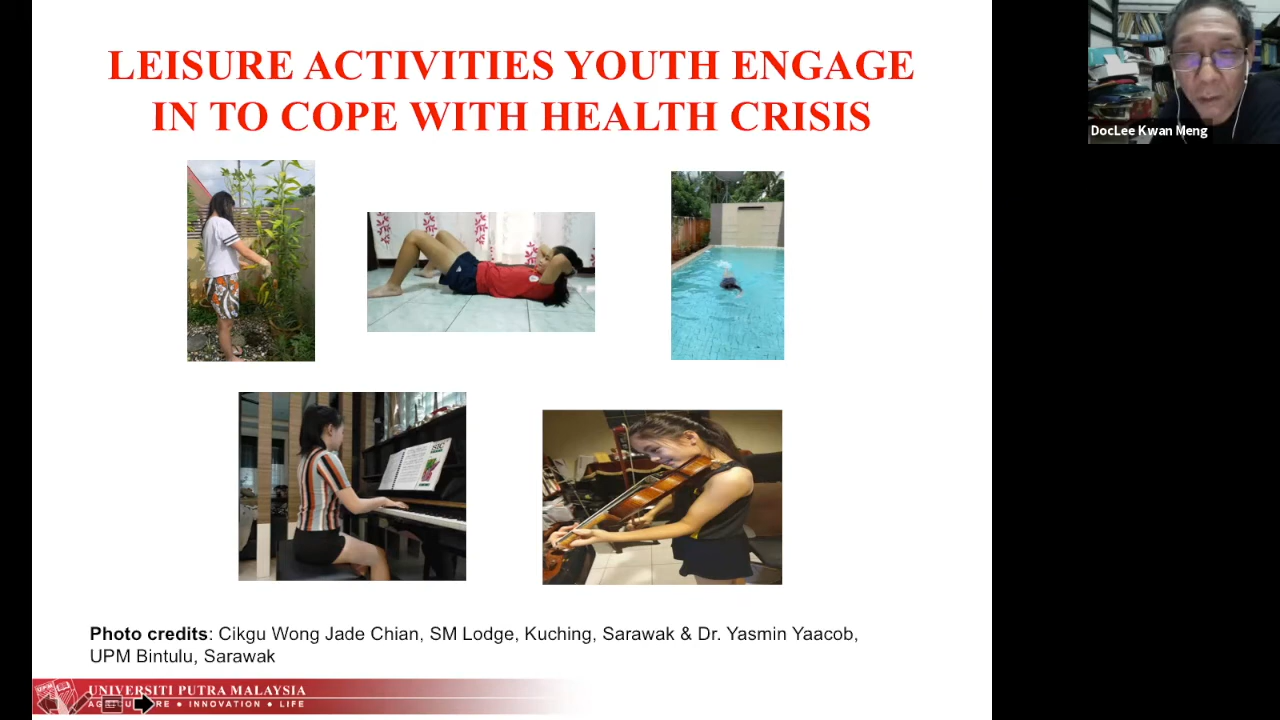 LEISURE ACTIVITIES YOUTH ENGAGE
IN TO COPE WITH HEALTH CRISIS
DocLee Kwan Meng
Photo credits: Cikgu Wong Jade Chian, SM Lodge, Kuching, Sarawak & Dr. Yasmin Yaacob,
UPM Bintulu, Sarawak
UNIVERSITI PUTRA MALAYSIA
● INNOVATION ● LIFE